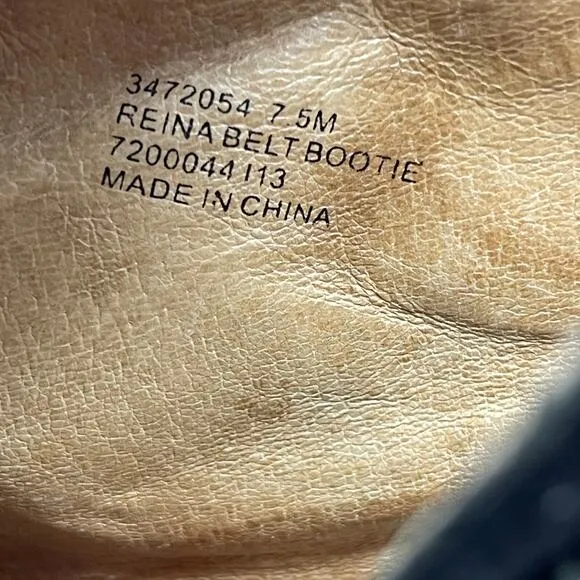 3472054 7.5M
REINA BELT BOOTIE
7200044 I13
MADE IN CHINA